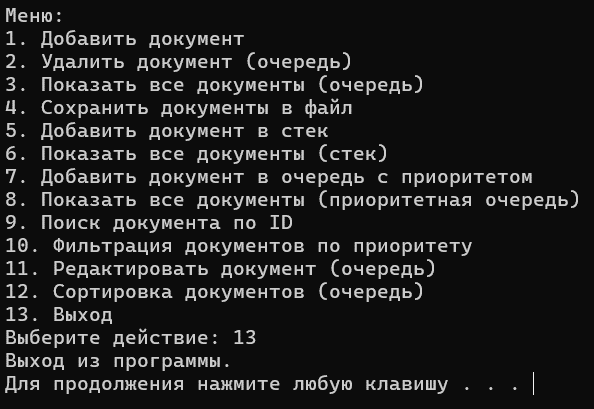 Меню:
1. Добавить документ
2. Удалить документ (очередь)
3. Показать все документы (очередь)
4. Сохранить документы в файл
5. Добавить документ в стек
6. Показать все документы (стек)
7. Добавить документ в очередь с приоритетом
8. Показать все документы (приоритетная очередь)
9. Поиск документа по ID
10. Фильтрация документов по приоритету
11. Редактировать документ (очередь)
12. Сортировка документов (очередь)
13. Выход
Выберите действие: 13
Выход из программы.
Для продолжения нажмите любую клавишу . . .